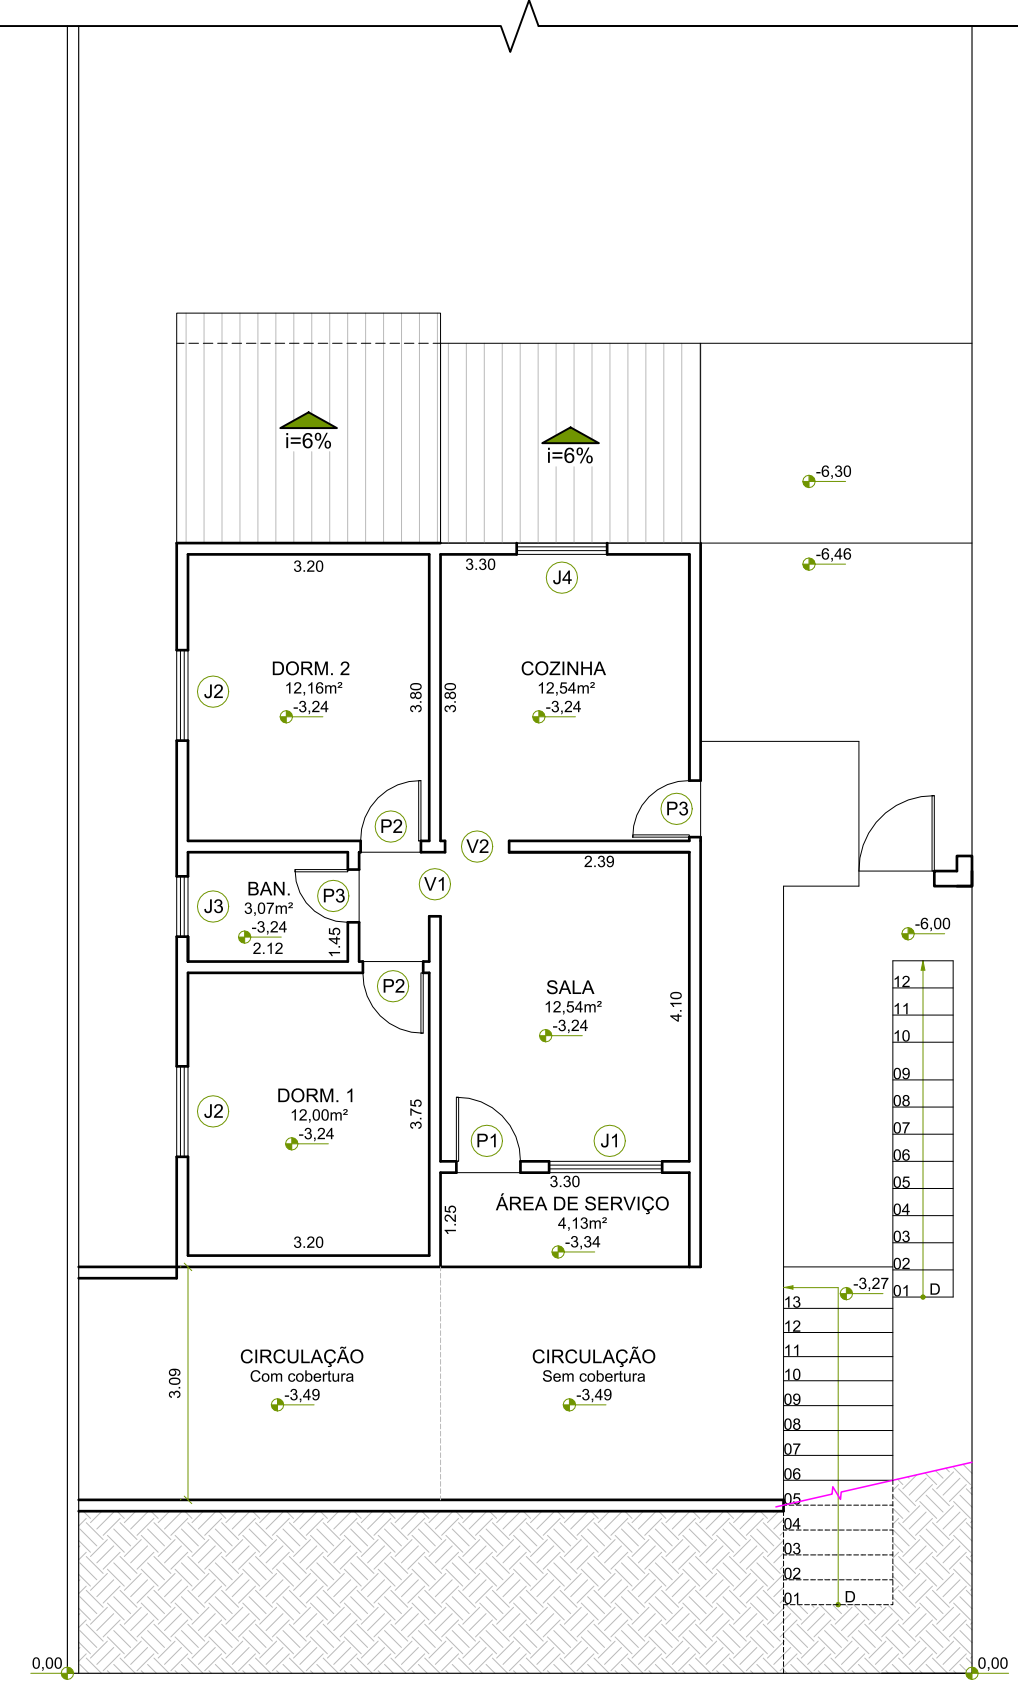 i=6%
i=6%
-6,30
-6,46
3.20
3.30
J4
DORM. 2
12,16m²
-3,24
J2
3.80
3.80
COZINHA
12,54m²
-3,24
P2
P3
V2
2.39
V1
BAN.
3,07m²
-3,24
2.12
J3
P3
1.45
-6,00
P2
SALA
12,54m²
-3,24
4.10
12
11
10
09
08
07
06
05
04
03
02
01
D
DORM. 1
12,00m²
-3,24
J2
3.75
P1
J1
3.30
ÁREA DE SERVIÇO
4,13m²
-3,34
1.25
3.20
-3,27
13
12
11
10
09
08
07
06
05
04
03
02
01
D
CIRCULAÇÃO
Com cobertura
-3,49
CIRCULAÇÃO
Sem cobertura
-3,49
3.09
0,00
0,00